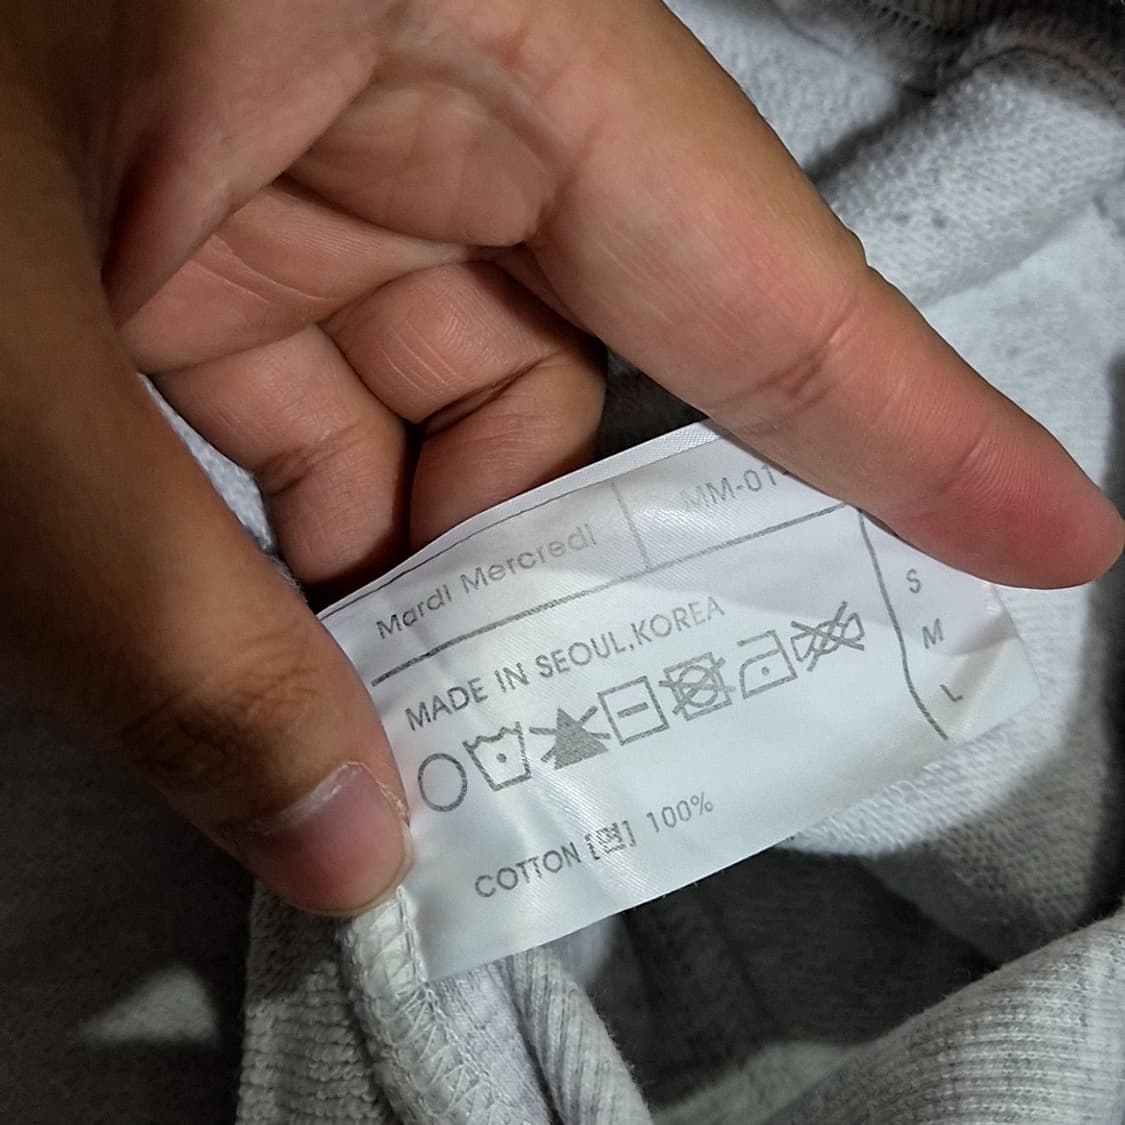 Mardi Mercredi
MM-01-
MADE IN SEOUL,KOREA
S
M
L
COTTON [면] 100%